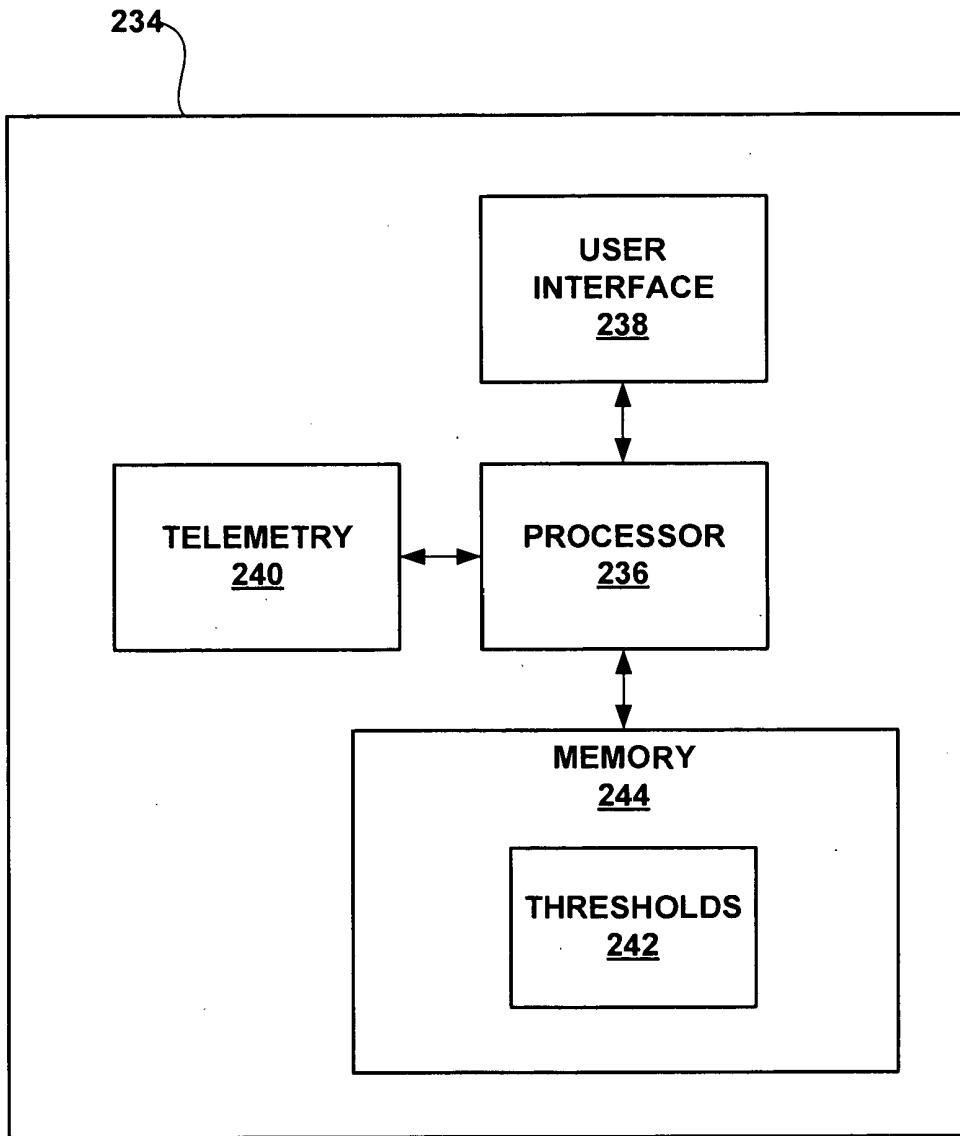 234
USER
INTERFACE
238
TELEMETRY
240
PROCESSOR
236
MEMORY
244
THRESHOLDS
242